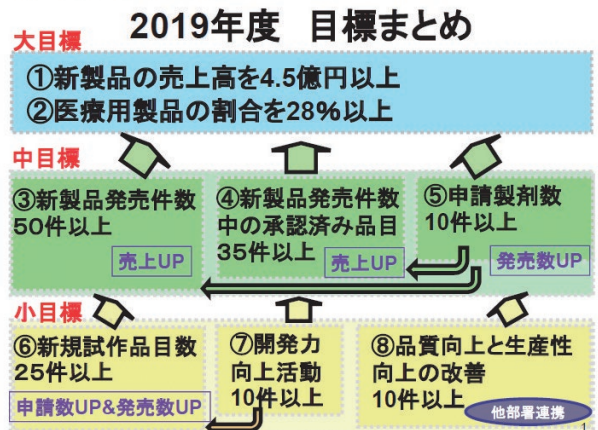 2019年度 目標まとめ
大目標
①新製品の売上高を4.5億円以上
②医療用製品の割合を28%以上
中目標
③新製品発売件数
50件以上
売上UP
④新製品発売件数
中の承認済み品目
35件以上
売上UP
⑤申請製剤数
10件以上
発売数UP
小目標
⑥新規試作品目数
25件以上
申請数UP&発売数UP
⑦開発力
向上活動
10件以上
⑧品質向上と生産性
向上の改善
10件以上
他部署連携
1